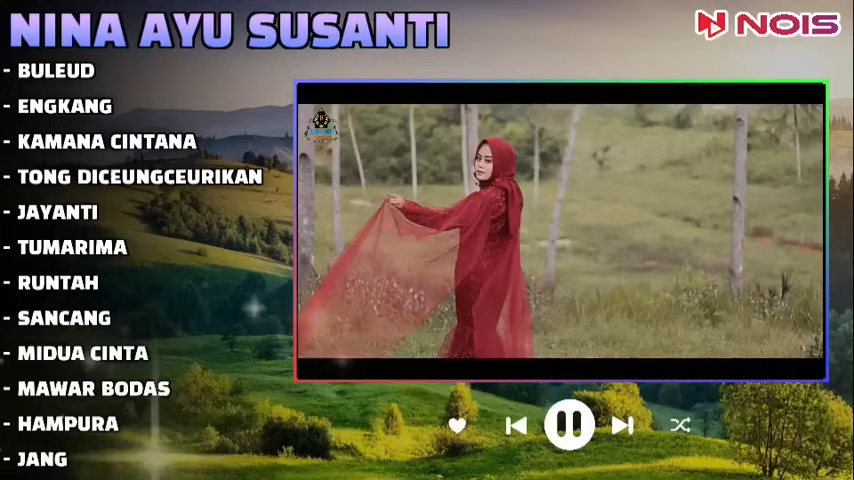 NINA AYU SUSANTI
NOIS
- BULEUD
- ENGKANG
- KAMANA CINTANA
- TONG DICEUNGCEURIKAN
- JAYANTI
- TUMARIMA
- RUNTAH
- SANCANG
- MIDUA CINTA
- MAWAR BODAS
- HAMPURA
- JANG